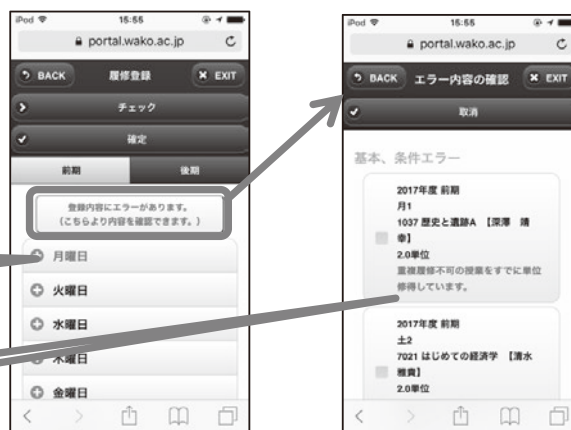 iPod 15:55
portal.wako.ac.jp
BACK 履修登録 EXIT
チェック
確定
前期 後期
登録内容にエラーがあります。
(こちらより内容を確認できます。)
月曜日
火曜日
水曜日
木曜日
金曜日
iPod 15:55
portal.wako.ac.jp
BACK エラー内容の確認 EXIT
取消
基本、条件エラー
2017年度 前期
月1
1037 歴史と遺跡A 【深澤 靖
幸】
2.0単位
重複履修不可の授業をすでに単位
修得しています。
2017年度 前期
土2
7021 はじめての経済学 【清水
雅貴】
2.0単位